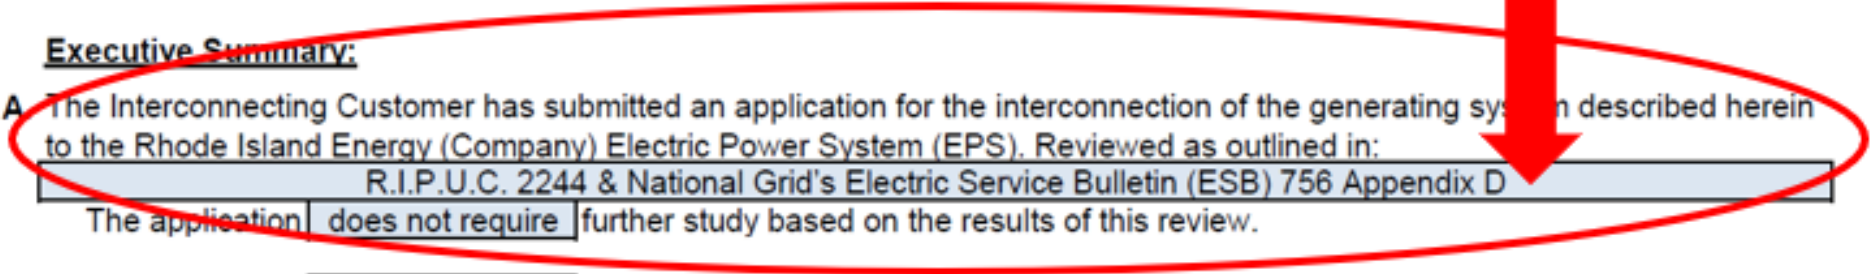 Executive Summary:
A The Interconnecting Customer has submitted an application for the interconnection of the generating system described herein
to the Rhode Island Energy (Company) Electric Power System (EPS). Reviewed as outlined in:
R.I.P.U.C. 2244 & National Grid's Electric Service Bulletin (ESB) 756 Appendix D
The application does not require further study based on the results of this review.